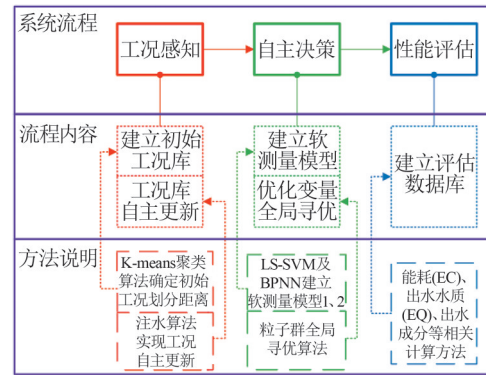 系统流程
工况感知
自主决策
性能评估
流程内容
建立初始
工况库
工况库
自主更新
建立软
测量模型
优化变量
全局寻优
建立评估
数据库
方法说明
K-means聚类
算法确定初始
工况划分距离
注水算法
实现工况
自主更新
LS-SVM及
BPNN建立
软测量模型1、2
粒子群全局
寻优算法
能耗(EC)、
出水水质
(EQ)、出水
成分等相关
计算方法